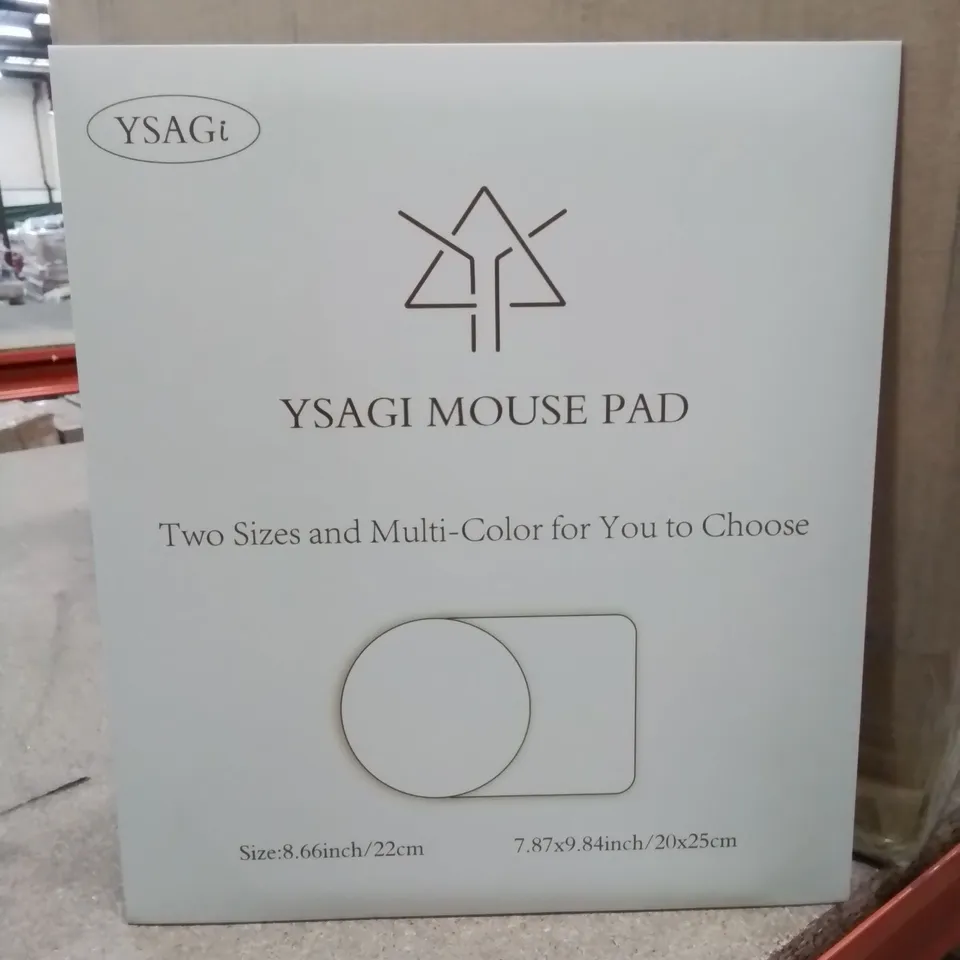 YSAGi
YSAGI MOUSE PAD
Two Sizes and Multi-Color for You to Choose
Size:8.66inch/22cm
7.87x9.84inch/20x25cm